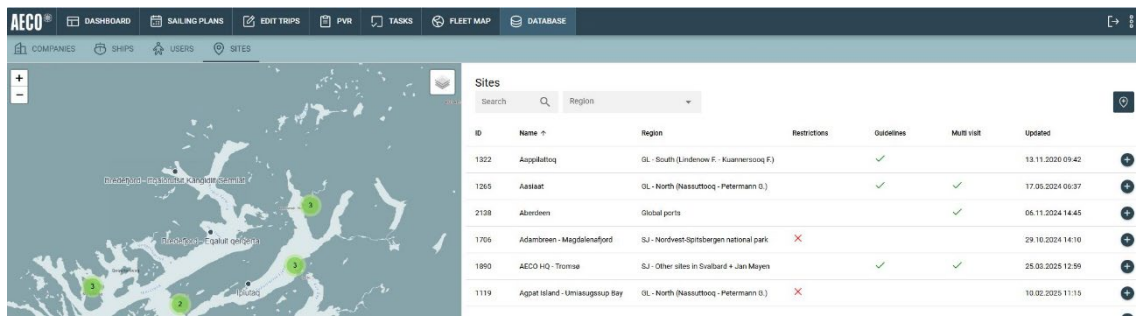 AECO® DASHBOARD SAILING PLANS EDIT TRIPS PVR TASKS FLEET MAP DATABASE
COMPANIES SHIPS USERS SITES
+
−
Sites
Search Region
ID Name ↑ Region Restrictions Guidelines Multi visit Updated
1322 Aappilattoq GL - South (Lindenow F. - Kuannersooq F.) 13.11.2020 09:42
1265 Aasiaat GL - North (Nassuttooq - Petermann G.) 17.05.2024 06:37
2138 Aberdeen Global ports 06.11.2024 14:45
1706 Adambreen - Magdalenafjord SJ - Nordvest-Spitsbergen national park 29.10.2024 14:10
1890 AECO HQ - Tromsø SJ - Other sites in Svalbard + Jan Mayen 25.03.2025 12:59
1119 Agpat Island - Umiasugssup Bay GL - North (Nassuttooq - Petermann G.) 10.02.2025 11:15
3
Bredefjord - Eqaluit
3
3
2
Ipiutaq